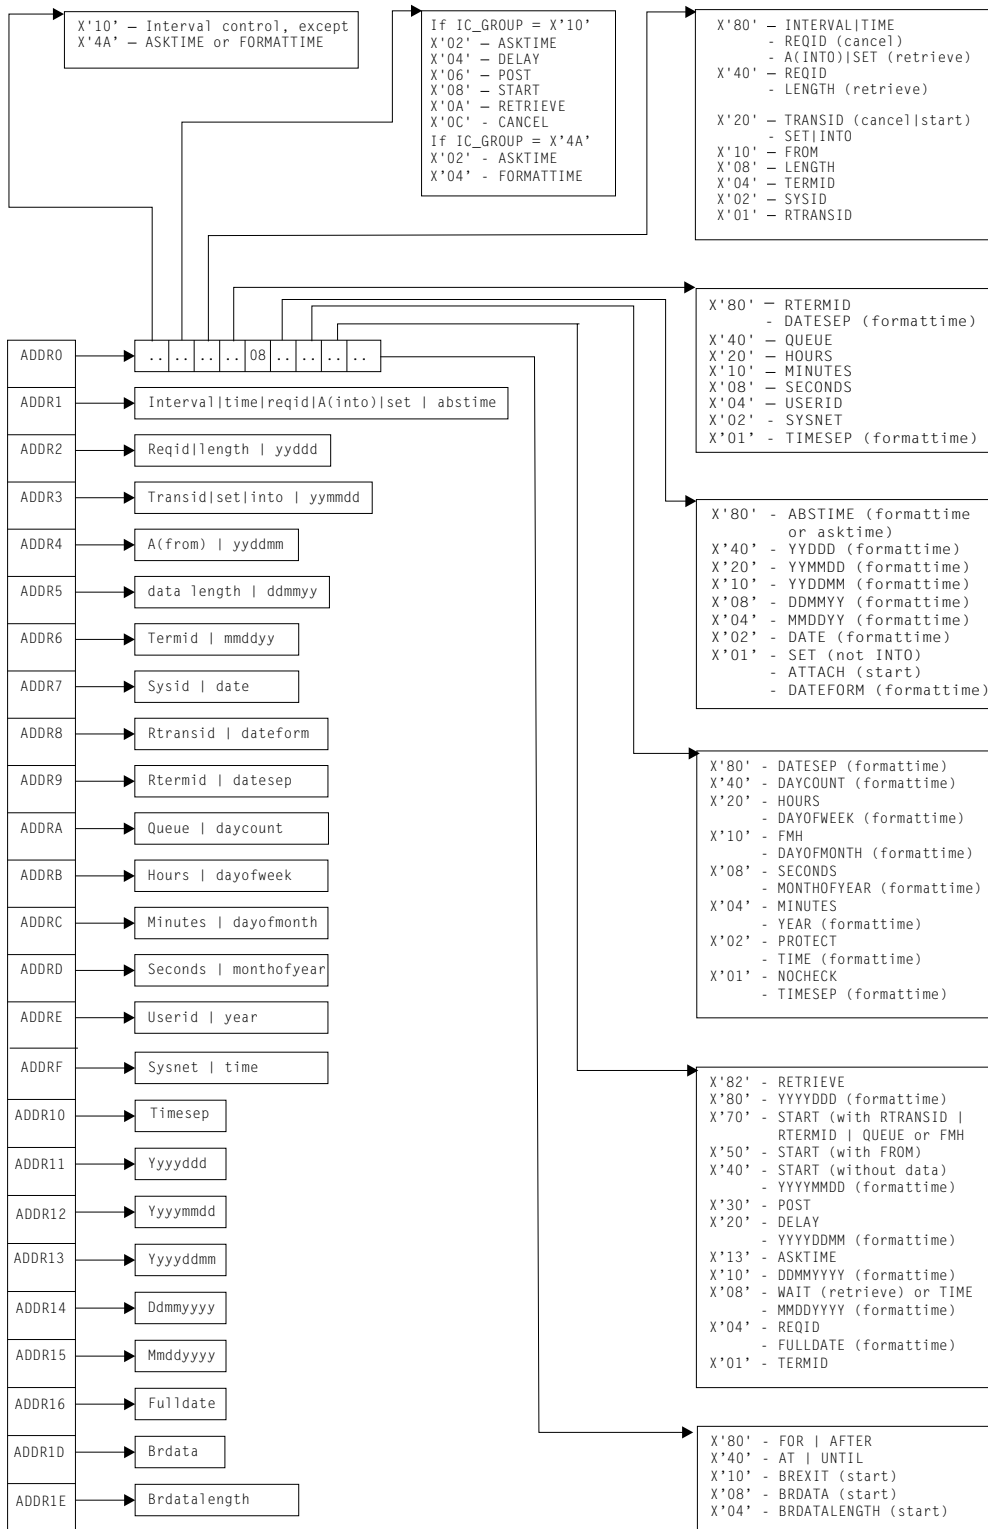 X'10' – Interval control, except
X'4A' – ASKTIME or FORMATTIME
If IC_GROUP = X'10'
X'02' – ASKTIME
X'04' – DELAY
X'06' – POST
X'08' – START
X'0A' – RETRIEVE
X'0C' - CANCEL
If IC_GROUP = X'4A'
X'02' - ASKTIME
X'04' - FORMATTIME
X'80' – INTERVAL|TIME
- REQID (cancel)
- A(INTO)|SET (retrieve)
X'40' – REQID
- LENGTH (retrieve)
X'20' – TRANSID (cancel|start)
- SET|INTO
X'10' – FROM
X'08' – LENGTH
X'04' – TERMID
X'02' – SYSID
X'01' – RTRANSID
X'80' – RTERMID
- DATESEP (formattime)
X'40' – QUEUE
X'20' – HOURS
X'10' – MINUTES
X'08' – SECONDS
X'04' – USERID
X'02' - SYSNET
X'01' - TIMESEP (formattime)
X'80' - ABSTIME (formattime
or asktime)
X'40' - YYDDD (formattime)
X'20' - YYMMDD (formattime)
X'10' - YYDDMM (formattime)
X'08' - DDMMYY (formattime)
X'04' - MMDDYY (formattime)
X'02' - DATE (formattime)
X'01' - SET (not INTO)
- ATTACH (start)
- DATEFORM (formattime)
X'80' - DATESEP (formattime)
X'40' - DAYCOUNT (formattime)
X'20' - HOURS
- DAYOFWEEK (formattime)
X'10' - FMH
- DAYOFMONTH (formattime)
X'08' - SECONDS
- MONTHOFYEAR (formattime)
X'04' - MINUTES
- YEAR (formattime)
X'02' - PROTECT
- TIME (formattime)
X'01' - NOCHECK
- TIMESEP (formattime)
X'82' - RETRIEVE
X'80' - YYYYDDD (formattime)
X'70' - START (with RTRANSID |
RTERMID | QUEUE or FMH
X'50' - START (with FROM)
X'40' - START (without data)
- YYYYMMDD (formattime)
X'30' - POST
X'20' - DELAY
- YYYYDDMM (formattime)
X'13' - ASKTIME
X'10' - DDMMYYYY (formattime)
X'08' - WAIT (retrieve) or TIME
- MMDDYYYY (formattime)
X'04' - REQID
- FULLDATE (formattime)
X'01' - TERMID
X'80' - FOR | AFTER
X'40' - AT | UNTIL
X'10' - BREXIT (start)
X'08' - BRDATA (start)
X'04' - BRDATALENGTH (start)
ADDR0 .. .. .. .. 08 .. .. .. ..
ADDR1 Interval|time|reqid|A(into)|set | abstime
ADDR2 Reqid|length | yyddd
ADDR3 Transid|set|into | yymmdd
ADDR4 A(from) | yyddmm
ADDR5 data length | ddmmyy
ADDR6 Termid | mmddyy
ADDR7 Sysid | date
ADDR8 Rtransid | dateform
ADDR9 Rtermid | datesep
ADDRA Queue | daycount
ADDRB Hours | dayofweek
ADDRC Minutes | dayofmonth
ADDRD Seconds | monthofyear
ADDRE Userid | year
ADDRF Sysnet | time
ADDR10 Timesep
ADDR11 Yyyyddd
ADDR12 Yyyymmdd
ADDR13 Yyyyddmm
ADDR14 Ddmmyyyy
ADDR15 Mmddyyyy
ADDR16 Fulldate
ADDR1D Brdata
ADDR1E Brdatalength